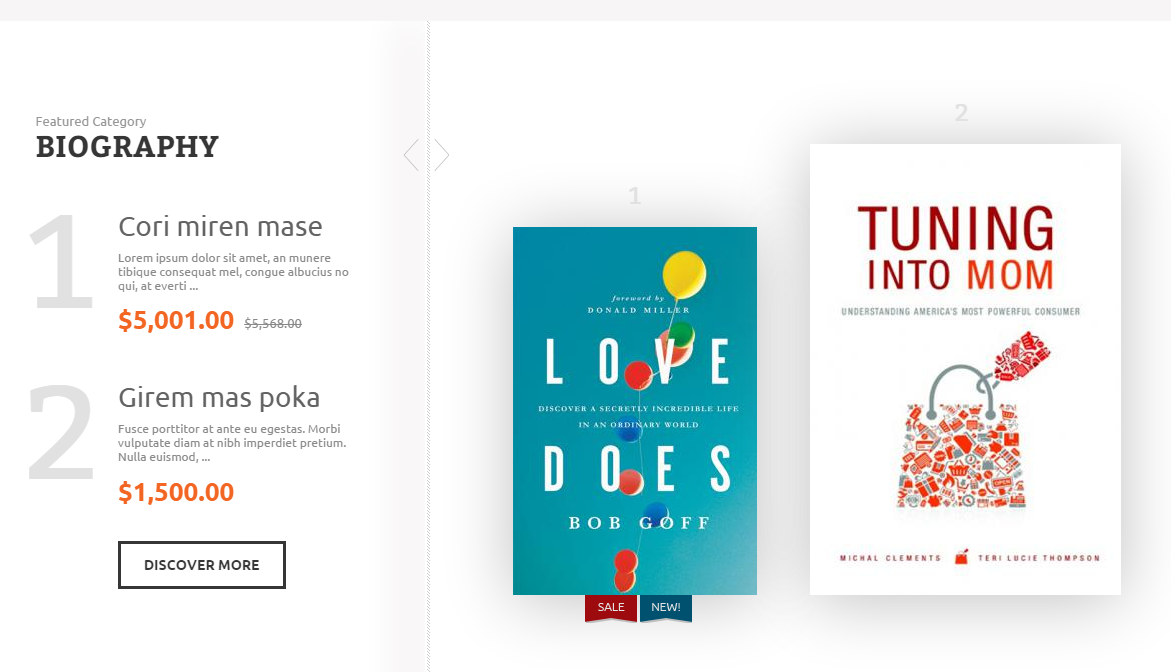 Featured Category
BIOGRAPHY
1
Cori miren mase
Lorem ipsum dolor sit amet, an munere
tibique consequat mel, congue albucius no
qui, at everti ...
$5,001.00 $5,568.00
2
Girem mas poka
Fusce porttitor at ante eu egestas. Morbi
vulputate diam at nibh imperdiet pretium.
Nulla euismod, ...
$1,500.00
DISCOVER MORE
1
foreword by
DONALD MILLER
LOVE
DISCOVER A SECRETLY INCREDIBLE LIFE
IN AN ORDINARY WORLD
DOES
BOB GOFF
SALE
NEW!
2
TUNING
INTO MOM
UNDERSTANDING AMERICA'S MOST POWERFUL CONSUMER
MICHAL CLEMENTS TERI LUCIE THOMPSON